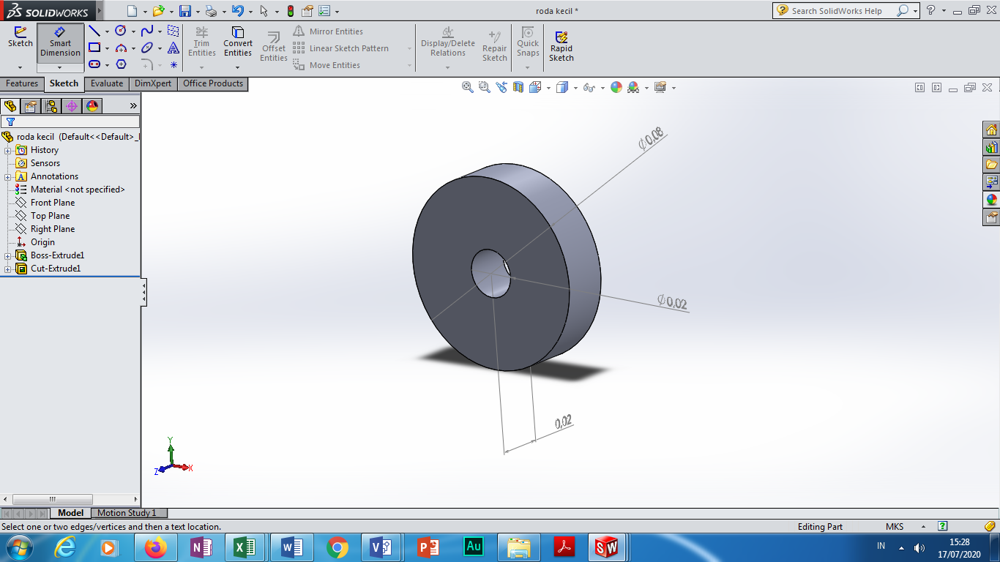 SOLIDWORKS
roda kecil *
Search SolidWorks Help
Sketch
Smart Dimension
Trim Entities
Convert Entities
Offset Entities
Mirror Entities
Linear Sketch Pattern
Move Entities
Display/Delete Relations
Repair Sketch
Quick Snaps
Rapid Sketch
Features
Sketch
Evaluate
DimXpert
Office Products
roda kecil (Default<<Default>_
History
Sensors
Annotations
Material <not specified>
Front Plane
Top Plane
Right Plane
Origin
Boss-Extrude1
Cut-Extrude1
∅0,08
∅0,02
0,02
Y
Z
X
Model
Motion Study 1
Select one or two edges/vertices and then a text location.
Editing Part
MKS
IN
15:28
17/07/2020